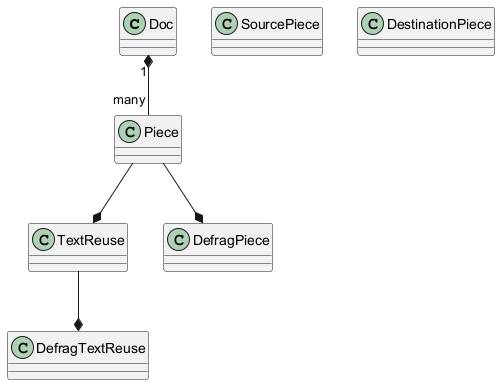 C Doc
C SourcePiece
C DestinationPiece
1
many
C Piece
C TextReuse
C DefragPiece
C DefragTextReuse